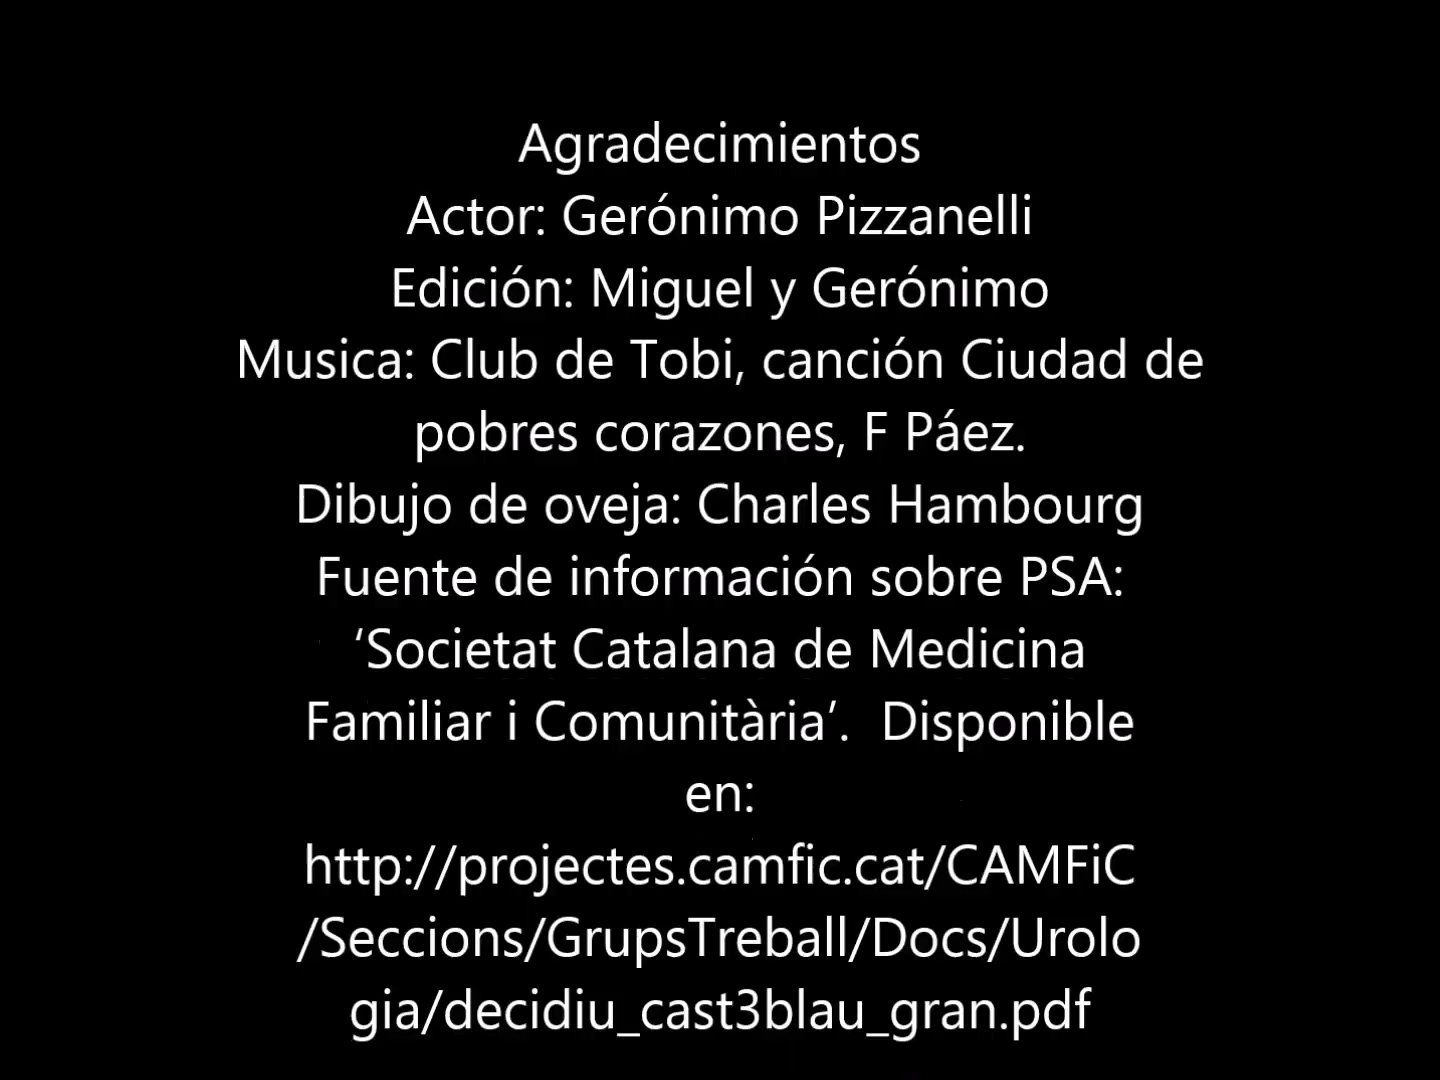 Agradecimientos
Actor: Gerónimo Pizzanelli
Edición: Miguel y Gerónimo
Musica: Club de Tobi, canción Ciudad de
pobres corazones, F Páez.
Dibujo de oveja: Charles Hambourg
Fuente de información sobre PSA:
‘Societat Catalana de Medicina
Familiar i Comunitària’.  Disponible
en:
http://projectes.camfic.cat/CAMFiC
/Seccions/GrupsTreball/Docs/Urolo
gia/decidiu_cast3blau_gran.pdf